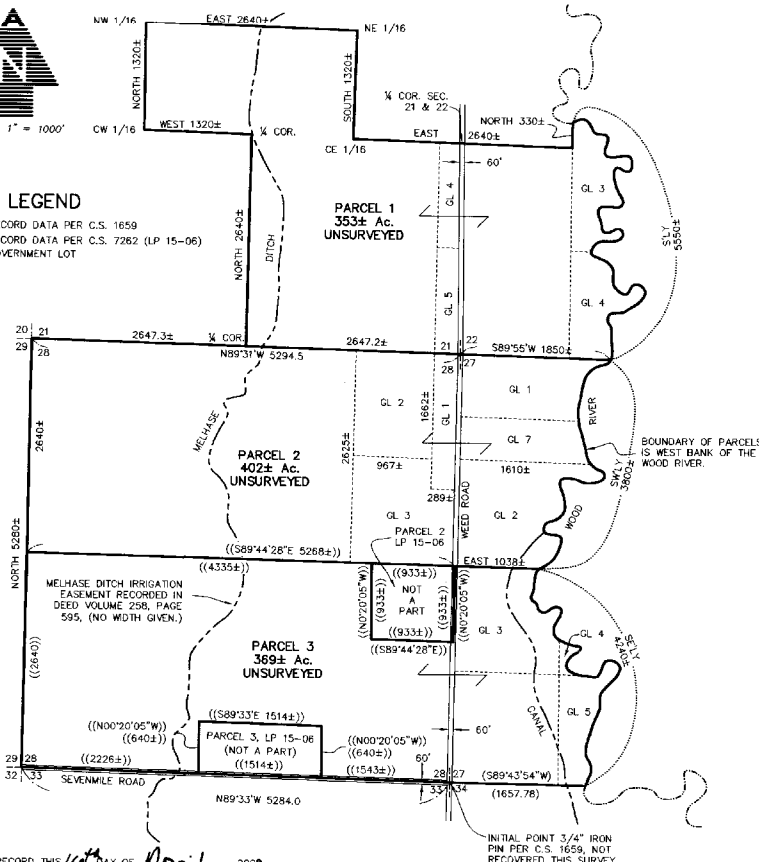 N
1" = 1000'
NW 1/16
EAST 2640±
NE 1/16
NORTH 1320±
SOUTH 1320±
¼ COR. SEC.
21 & 22
NORTH 330±
CW 1/16
WEST 1320±
¼ COR.
CE 1/16
EAST
2640±
60'
LEGEND
CORD DATA PER C.S. 1659
CORD DATA PER C.S. 7262 (LP 15-06)
VERNMENT LOT
PARCEL 1
353± Ac.
UNSURVEYED
GL 4
GL 3
S'LY
5550±
NORTH 2640±
DITCH
GL 5
GL 4
20 21
29 28
2647.3±
¼ COR.
N89°31'W 5294.5
2647.2±
21 22
28 27
S89°55'W 1850±
GL 2
1662±
GL 1
GL 1
RIVER
GL 7
BOUNDARY OF PARCELS
IS WEST BANK OF THE
WOOD RIVER.
2640±
MELHASE
PARCEL 2
402± Ac.
UNSURVEYED
2625±
967±
289±
1610±
SW'LY
3800±
WOOD
GL 3
WEED ROAD
GL 2
PARCEL 2
LP 15-06
NORTH 5280±
((S89°44'28"E 5268±))
EAST 1038±
((4335±))
((933±))
MELHASE DITCH IRRIGATION
EASEMENT RECORDED IN
DEED VOLUME 258, PAGE
595, (NO WIDTH GIVEN.)
((N0°20'05"W))
((933±))
NOT
A
PART
((933±))
((933±))
((N0°20'05"W))
((S89°44'28"E))
GL 3
GL 4
SE'LY
4240±
((2640))
PARCEL 3
369± Ac.
UNSURVEYED
CANAL
GL 5
((S89°33'E 1514±))
((N00°20'05"W))
((640±))
PARCEL 3, LP 15-06
(NOT A PART)
((1514±))
((N00°20'05"W))
((640±))
60'
60'
29 28
32 33
((2226±))
((1543±))
28 27
33 34
(S89°43'54"W)
(1657.78)
SEVENMILE ROAD
N89°33'W 5284.0
INITIAL POINT 3/4" IRON
PIN PER C.S. 1659, NOT
RECOVERED THIS SURVEY
RECORD THIS DAY OF April